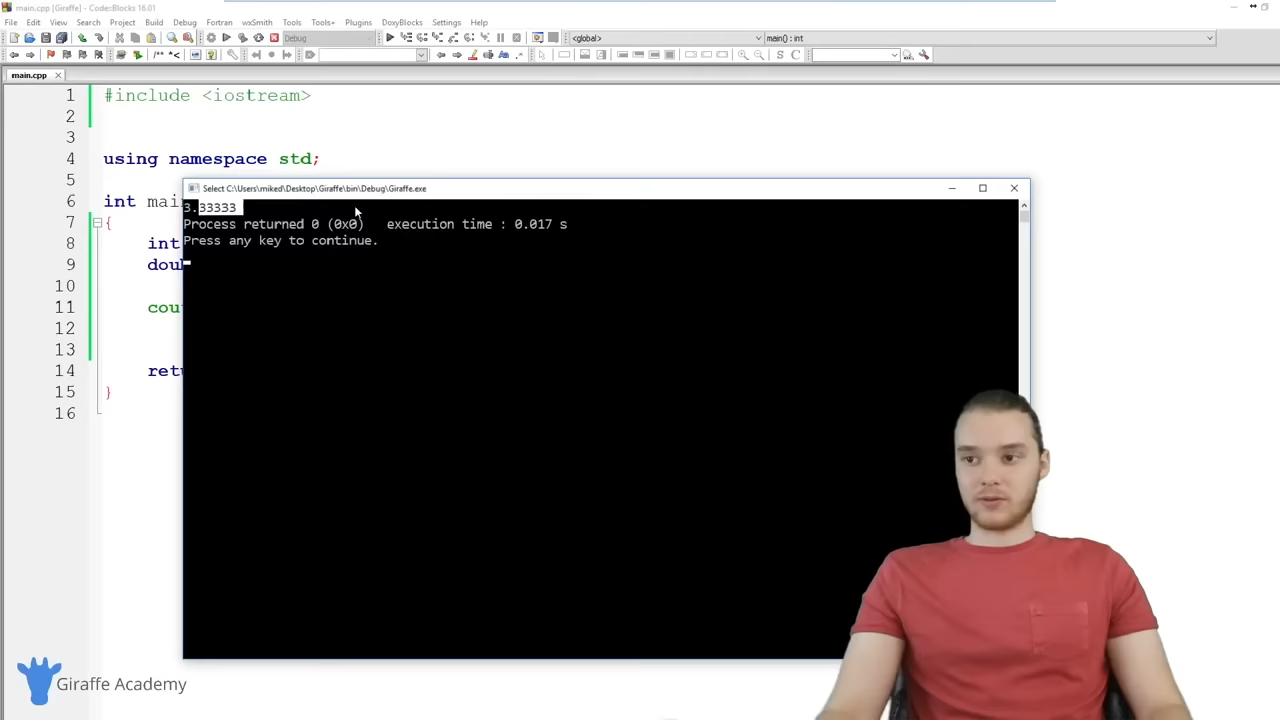 main.cpp [Giraffe] - Code::Blocks 16.01
File Edit View Search Project Build Debug Fortran wxSmith Tools Tools+ Plugins DoxyBlocks Settings Help
Debug <global> main() : int
/** *<
S C
main.cpp
1 #include <iostream>
2
3
4 using namespace std;
5
6 int mai
7 {
8 int
9 dou
10
11 cou
12
13
14 retu
15 }
16
Select C:\Users\miked\Desktop\Giraffe\bin\Debug\Giraffe.exe
3.33333
Process returned 0 (0x0) execution time : 0.017 s
Press any key to continue.
Giraffe Academy